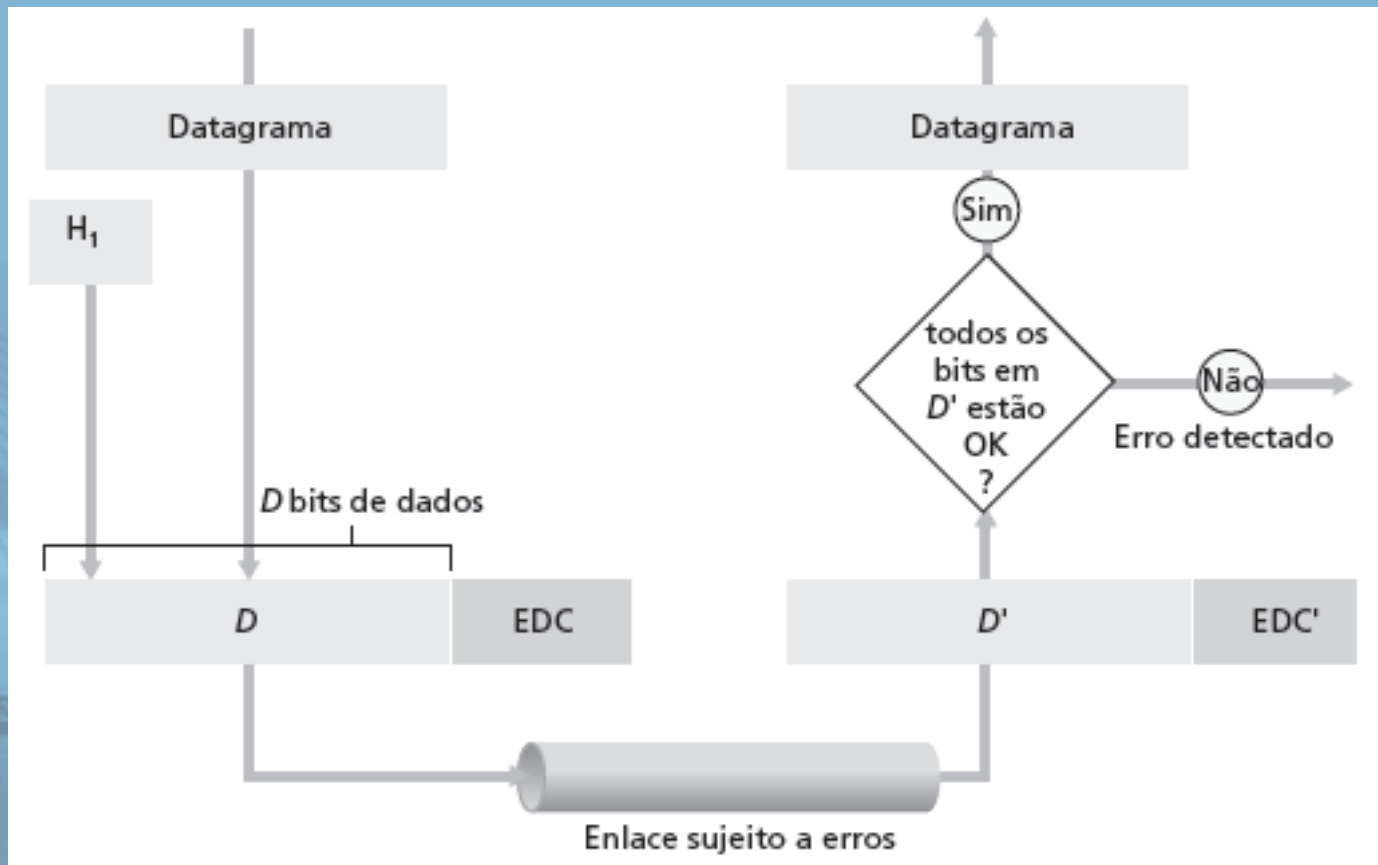 Datagrama
Datagrama
H₁
Sim
todos os
bits em
D' estão
OK
?
Não
Erro detectado
D bits de dados
D
EDC
D'
EDC'
Enlace sujeito a erros